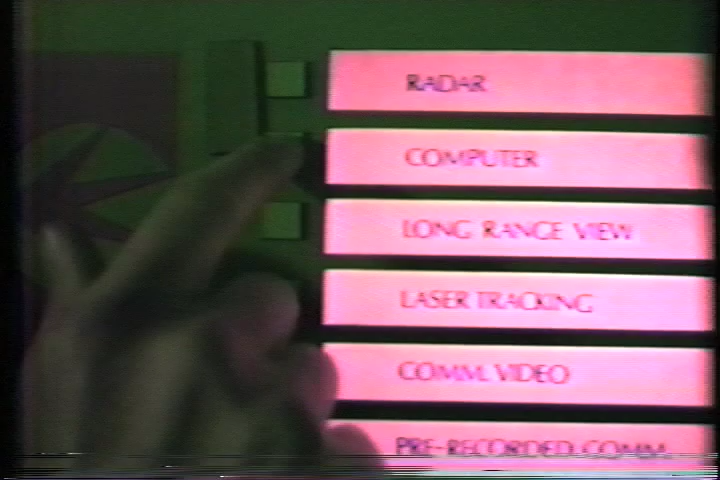 RADAR
COMPUTER
LONG RANGE VIEW
LASER TRACKING
COMM. VIDEO
PRE-RECORDED COMM.